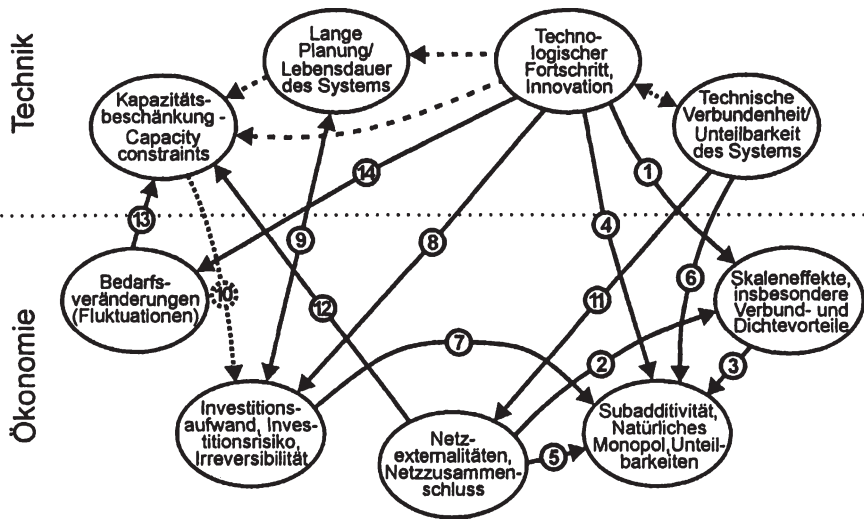 Technik
Ökonomie
Lange
Planung/
Lebensdauer
des Systems
Techno-
logischer
Fortschritt,
Innovation
Kapazitäts-
beschänkung -
Capacity
constraints
Technische
Verbundenheit/
Unteilbarkeit
des Systems
14
1
13
9
8
4
6
10
12
11
Bedarfs-
veränderungen
(Fluktuationen)
Skaleneffekte,
insbesondere
Verbund- und
Dichtevorteile
7
2
3
5
Investitions-
aufwand, Inves-
titionsrisiko,
Irreversibilität
Netz-
externalitäten,
Netzzusammen-
schluss
Subadditivität,
Natürliches
Monopol,Unteil-
barkeiten